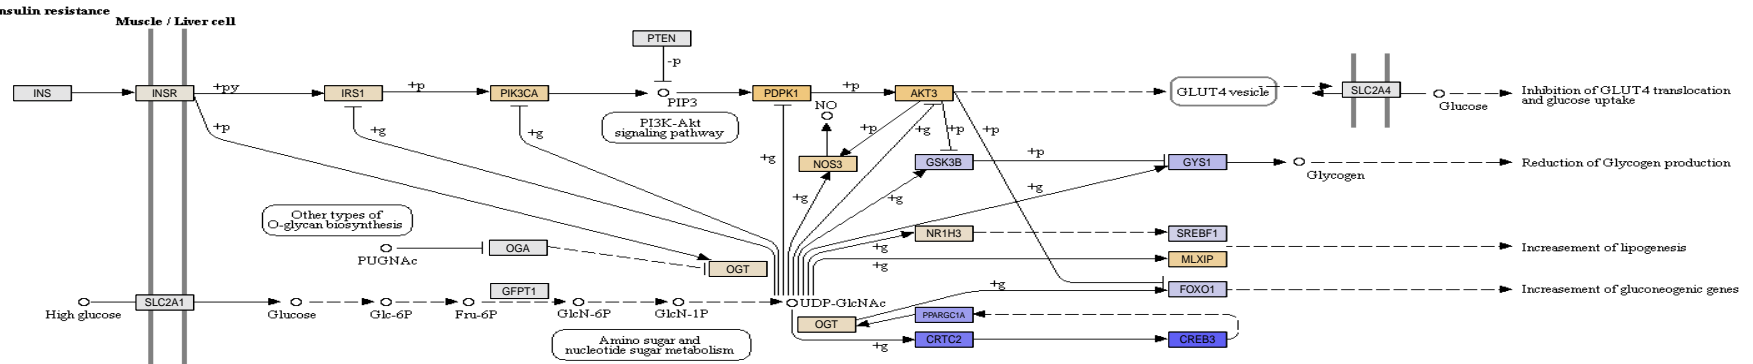 nsulin resistance
Muscle / Liver cell
PTEN
-p
INS
INSR
+py
IRS1
+p
PIK3CA
PIP3
PDPK1
+p
AKT3
GLUT4 vesicle
SLC2A4
Glucose
Inhibition of GLUT4 translocation
and glucose uptake
NO
PI3K-Akt
signaling pathway
+p
+g
+g
+p
+g
+p
+p
+g
NOS3
GSK3B
+p
GYS1
Glycogen
Reduction of Glycogen production
+g
+g
+g
+g
Other types of
O-glycan biosynthesis
PUGNAc
OGA
OGT
NR1H3
+g
SREBF1
Increasement of lipogenesis
+g
MLXIP
High glucose
SLC2A1
Glucose
Glc-6P
Fru-6P
GFPT1
GlcN-6P
GlcN-1P
UDP-GlcNAc
+g
FOXO1
Increasement of gluconeogenic genes
OGT
PPARGC1A
Amino sugar and
nucleotide sugar metabolism
+g
CRTC2
CREB3